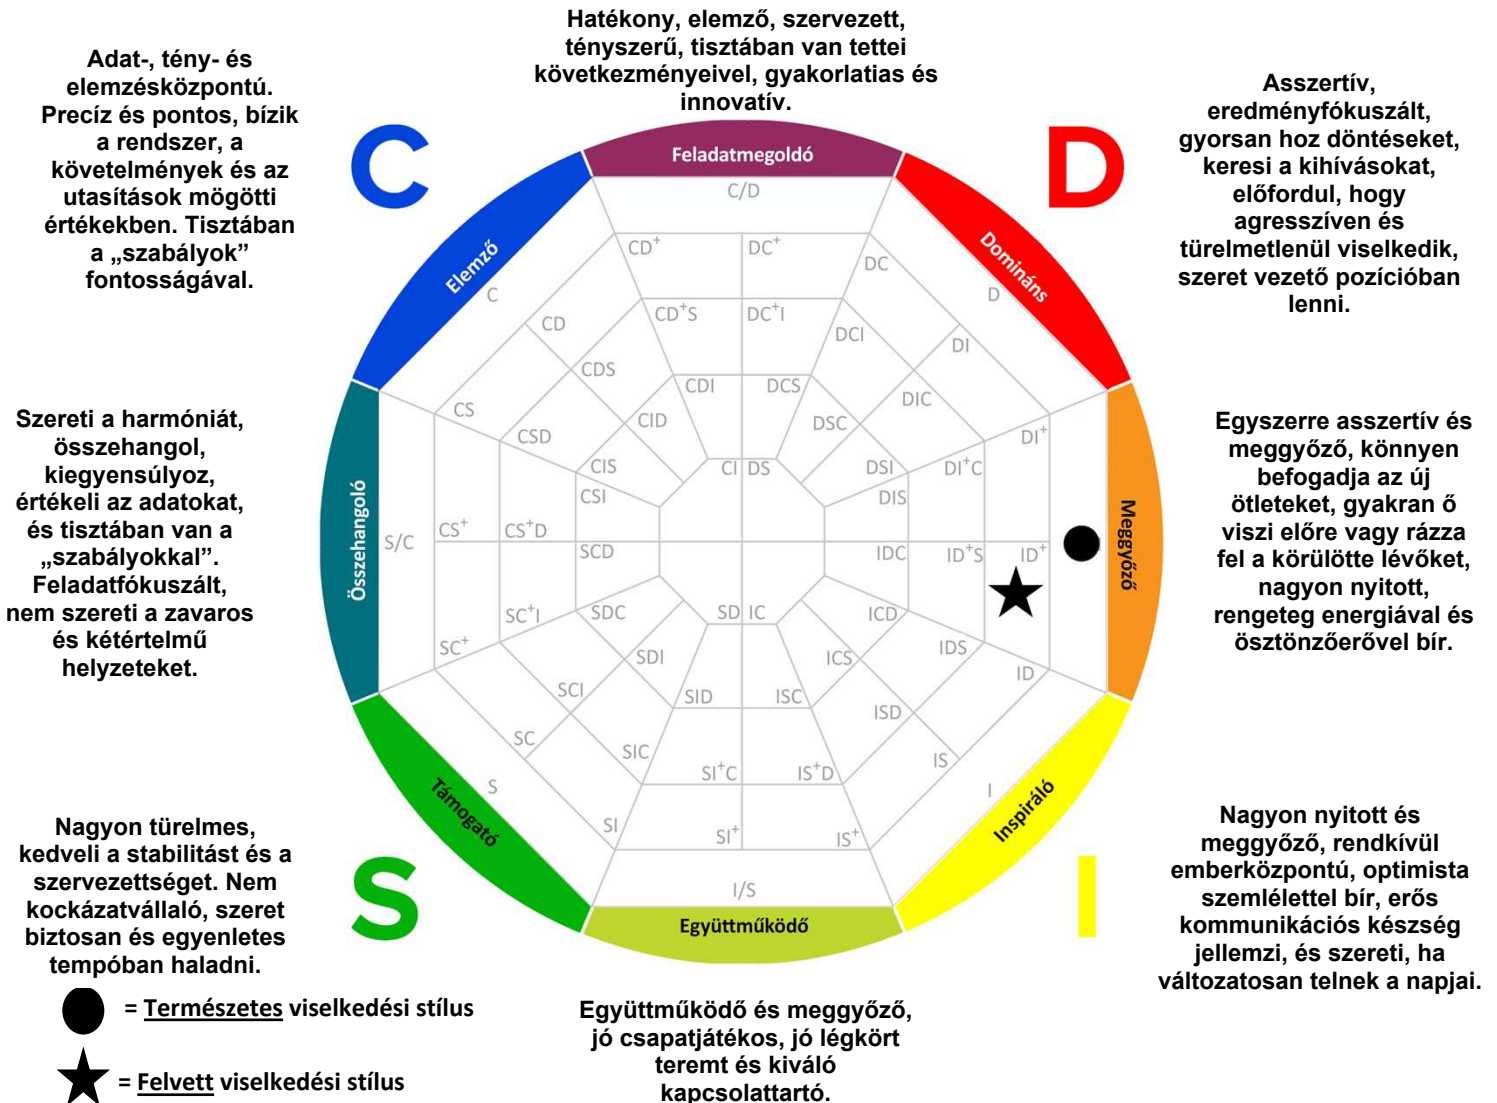 Hatékony, elemző, szervezett,
tényszerű, tisztában van tettei
következményeivel, gyakorlatias és
innovatív.
Adat-, tény- és
elemzésközpontú.
Precíz és pontos, bízik
a rendszer, a
követelmények és az
utasítások mögötti
értékekben. Tisztában
a „szabályok”
fontosságával.
C
D
Asszertív,
eredményfókuszált,
gyorsan hoz döntéseket,
keresi a kihívásokat,
előfordul, hogy
agresszíven és
türelmetlenül viselkedik,
szeret vezető pozícióban
lenni.
Feladatmegoldó
C/D
Elemző
Domináns
CD+
DC+
DC
C
D
CD
CD+S
DC+I
DCI
DI
CDS
CDI
DCS
DIC
CS
CID
DSC
DI+
CSD
CIS
CI
DS
DSI
DI+C
CSI
DIS
Szereti a harmóniát,
összehangol,
kiegyensúlyoz,
értékeli az adatokat,
és tisztában van a
„szabályokkal”.
Feladatfókuszált,
nem szereti a zavaros
és kétértelmű
helyzeteket.
Összehangoló
S/C
CS+
CS+D
SCD
IDC
ID+S
ID+
Meggyőző
Egyszerre asszertív és
meggyőző, könnyen
befogadja az új
ötleteket, gyakran ő
viszi előre vagy rázza
fel a körülötte lévőket,
nagyon nyitott,
rengeteg energiával és
ösztönzőerővel bír.
SC+I
SDC
SD
IC
ICD
SC+
SDI
ICS
IDS
SCI
SID
ISC
ID
SC
ISD
SIC
SI+C
IS+D
IS
S
I
SI
SI+
IS+
I/S
Támogató
Inspiráló
Együttműködő
S
I
Nagyon türelmes,
kedveli a stabilitást és a
szervezettséget. Nem
kockázatvállaló, szeret
biztosan és egyenletes
tempóban haladni.
Nagyon nyitott és
meggyőző, rendkívül
emberközpontú, optimista
szemlélettel bír, erős
kommunikációs készség
jellemzi, és szereti, ha
változatosan telnek a napjai.
= Természetes viselkedési stílus
= Felvett viselkedési stílus
Együttműködő és meggyőző,
jó csapatjátékos, jó légkört
teremt és kiváló
kapcsolattartó.